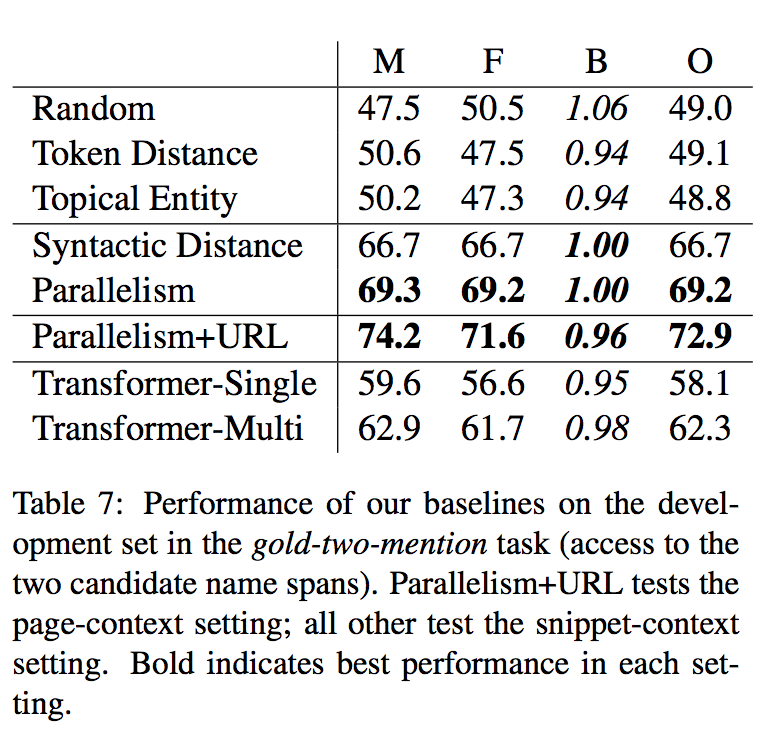 M F B O
Random 47.5 50.5 1.06 49.0
Token Distance 50.6 47.5 0.94 49.1
Topical Entity 50.2 47.3 0.94 48.8
Syntactic Distance 66.7 66.7 1.00 66.7
Parallelism 69.3 69.2 1.00 69.2
Parallelism+URL 74.2 71.6 0.96 72.9
Transformer-Single 59.6 56.6 0.95 58.1
Transformer-Multi 62.9 61.7 0.98 62.3
Table 7: Performance of our baselines on the devel-
opment set in the gold-two-mention task (access to the
two candidate name spans). Parallelism+URL tests the
page-context setting; all other test the snippet-context
setting. Bold indicates best performance in each set-
ting.